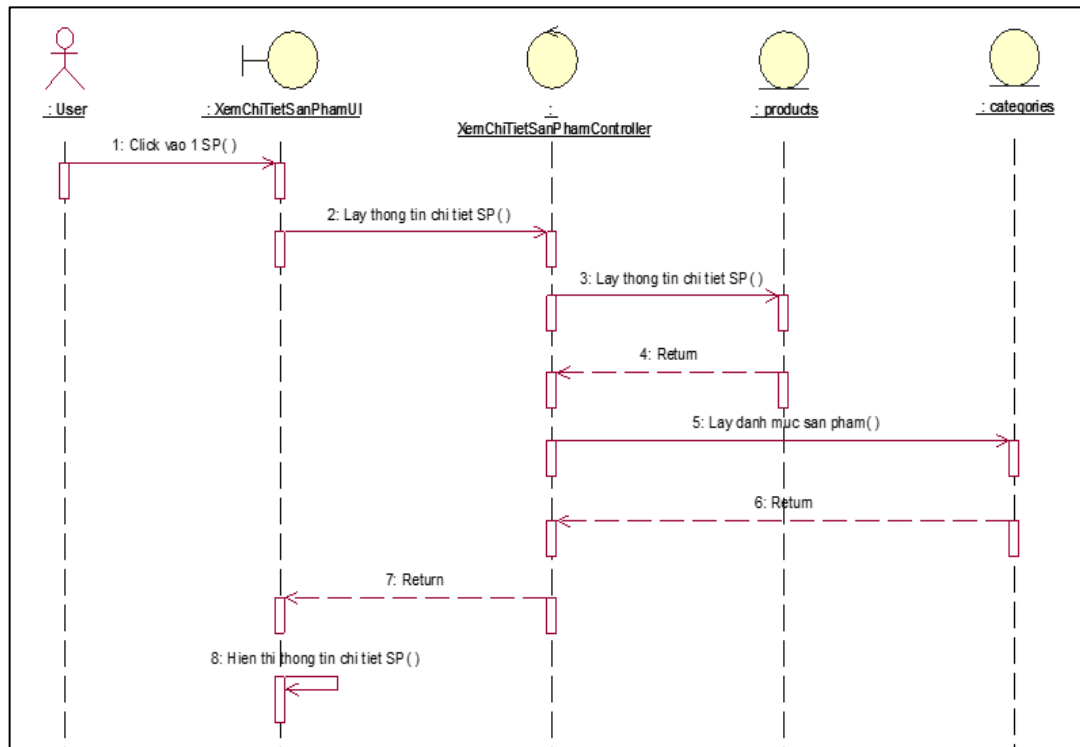 : User
: XemChiTietSanPhamUI
:
XemChiTietSanPhamController
: products
: categories
1: Click vao 1 SP( )
2: Lay thong tin chi tiet SP( )
3: Lay thong tin chi tiet SP( )
4: Return
5: Lay danh muc san pham( )
6: Return
7: Return
8: Hien thi thong tin chi tiet SP( )